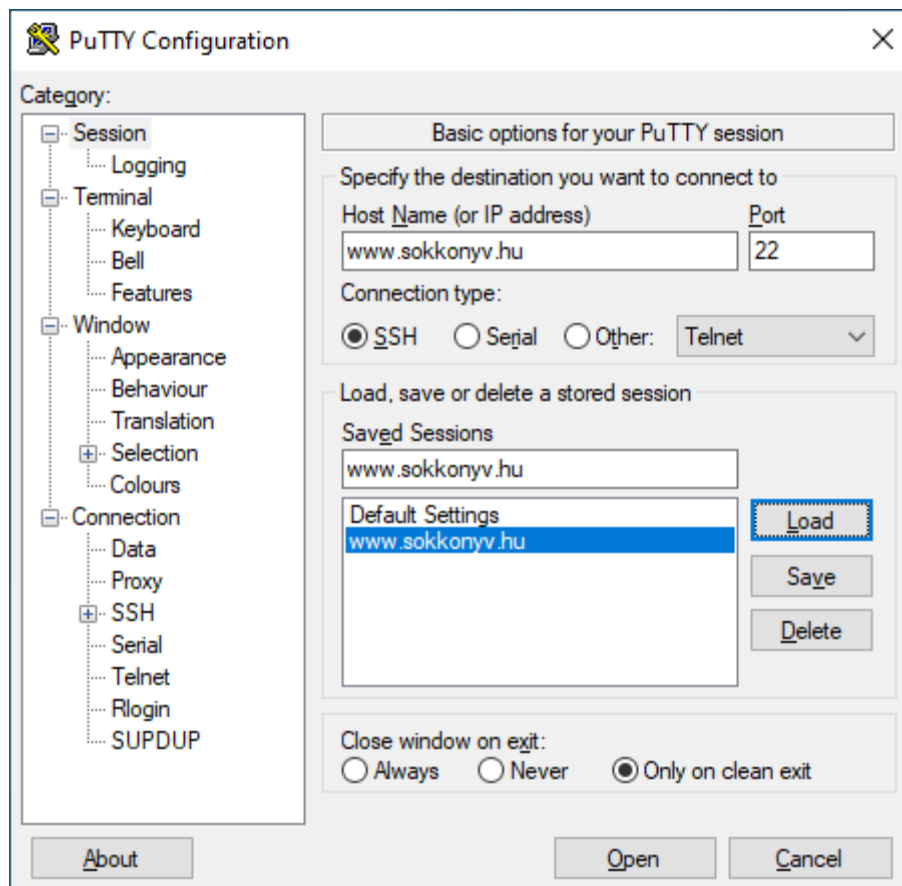 PuTTY Configuration
Category:
Session
Logging
Terminal
Keyboard
Bell
Features
Window
Appearance
Behaviour
Translation
Selection
Colours
Connection
Data
Proxy
SSH
Serial
Telnet
Rlogin
SUPDUP
Basic options for your PuTTY session
Specify the destination you want to connect to
Host Name (or IP address) Port
www.sokkonyv.hu 22
Connection type:
SSH Serial Other: Telnet
Load, save or delete a stored session
Saved Sessions
www.sokkonyv.hu
Default Settings
www.sokkonyv.hu
Load
Save
Delete
Close window on exit:
Always Never Only on clean exit
About Open Cancel